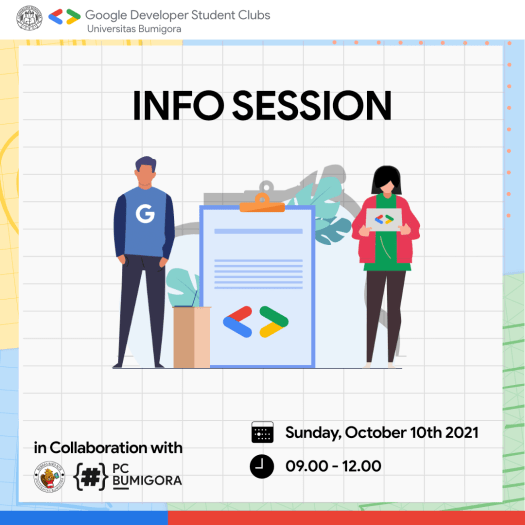 Google Developer Student Clubs
Universitas Bumigora
INFO SESSION
G
in Collaboration with
{#}
PC
BUMIGORA
Sunday, October 10th 2021
09.00 - 12.00